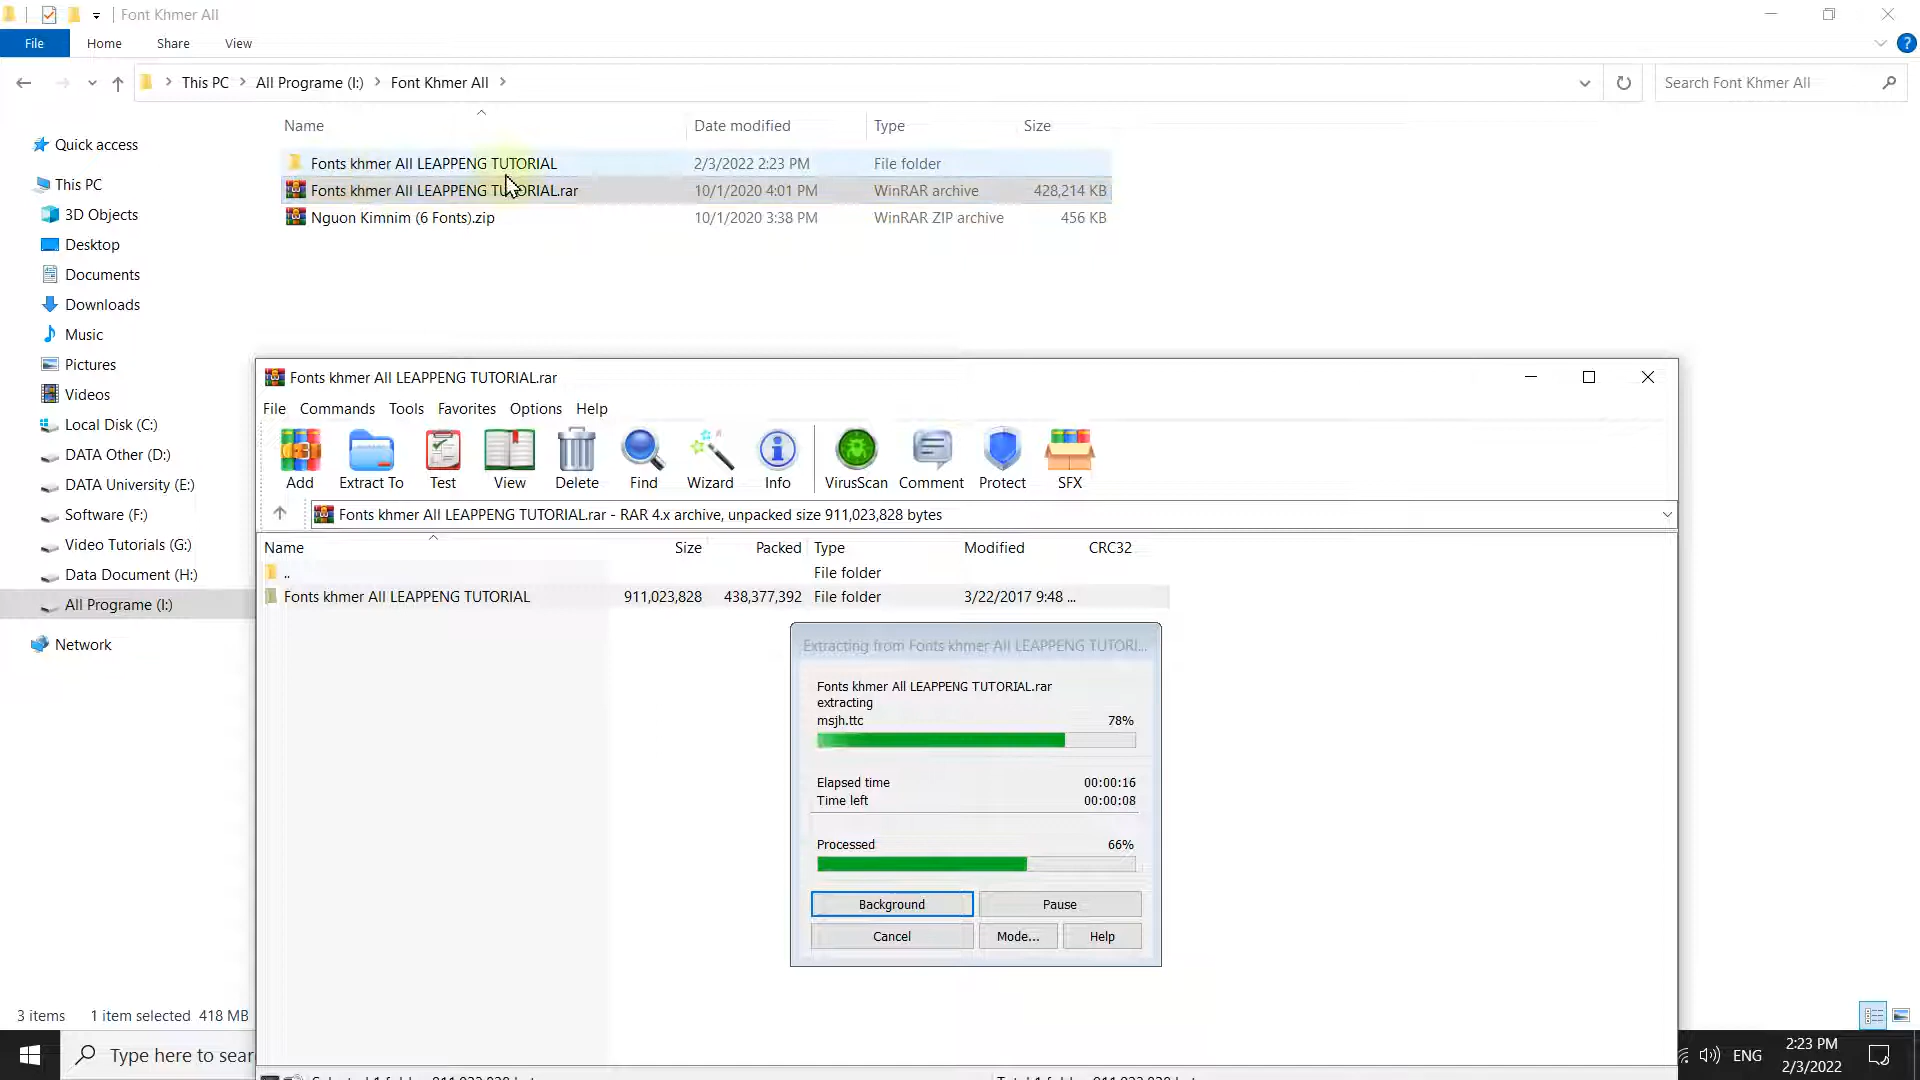 Font Khmer All
File Home Share View
This PC All Programe (I:) Font Khmer All
Search Font Khmer All
Name Date modified Type Size
Fonts khmer All LEAPPENG TUTORIAL 2/3/2022 2:23 PM File folder
Fonts khmer All LEAPPENG TUTORIAL.rar 10/1/2020 4:01 PM WinRAR archive 428,214 KB
Nguon Kimnim (6 Fonts).zip 10/1/2020 3:38 PM WinRAR ZIP archive 456 KB
Quick access
This PC
3D Objects
Desktop
Documents
Downloads
Music
Pictures
Videos
Local Disk (C:)
DATA Other (D:)
DATA University (E:)
Software (F:)
Video Tutorials (G:)
Data Document (H:)
All Programe (I:)
Network
Fonts khmer All LEAPPENG TUTORIAL.rar
File Commands Tools Favorites Options Help
Add Extract To Test View Delete Find Wizard Info VirusScan Comment Protect SFX
Fonts khmer All LEAPPENG TUTORIAL.rar - RAR 4.x archive, unpacked size 911,023,828 bytes
Name Size Packed Type Modified CRC32
.. File folder
Fonts khmer All LEAPPENG TUTORIAL 911,023,828 438,377,392 File folder 3/22/2017 9:48 ...
Extracting from Fonts khmer All LEAPPENG TUTORI...
Fonts khmer All LEAPPENG TUTORIAL.rar
extracting
msjh.ttc 78%
Elapsed time 00:00:16
Time left 00:00:08
Processed 66%
Background Pause
Cancel Mode... Help
3 items 1 item selected 418 MB
Type here to sear
ENG
2:23 PM
2/3/2022